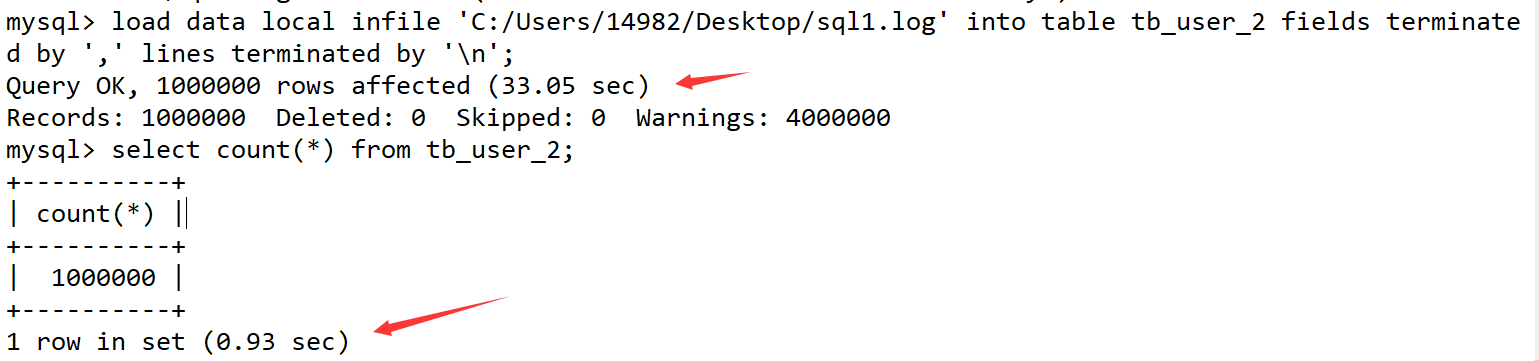 mysql> load data local infile 'C:/Users/14982/Desktop/sql1.log' into table tb_user_2 fields terminate
d by ',' lines terminated by '\n';
Query OK, 1000000 rows affected (33.05 sec)
Records: 1000000  Deleted: 0  Skipped: 0  Warnings: 4000000
mysql> select count(*) from tb_user_2;
+----------+
| count(*) |
+----------+
|  1000000 |
+----------+
1 row in set (0.93 sec)